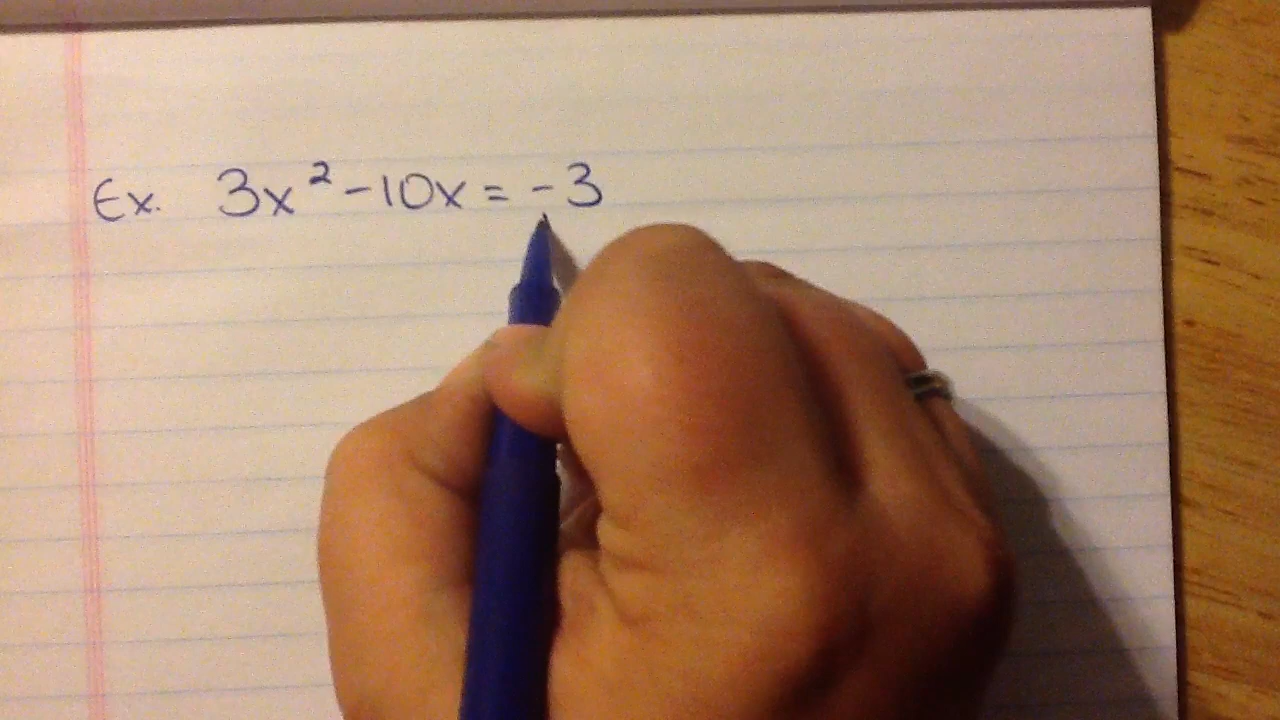 Ex. 3x² - 10x = -3